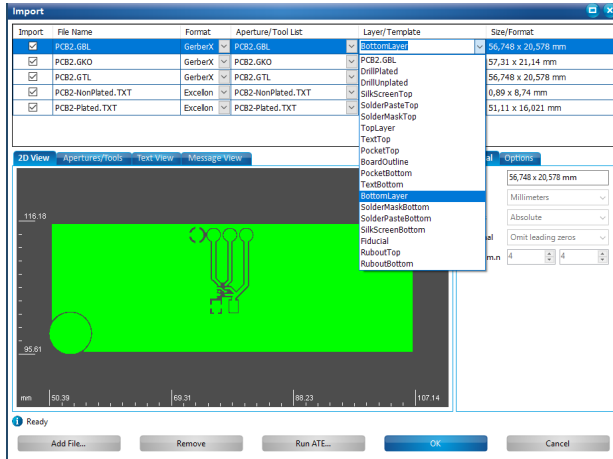 Import
Import File Name Format Aperture/Tool List Layer/Template Size/Format
PCB2.GBL GerberX PCB2.GBL BottomLayer 56,748 x 20,578 mm
PCB2.GKO GerberX PCB2.GKO 57,31 x 21,14 mm
PCB2.GTL GerberX PCB2.GTL 56,748 x 20,578 mm
PCB2-NonPlated.TXT Excellon PCB2-NonPlated.TXT 0,89 x 8,74 mm
PCB2-Plated.TXT Excellon PCB2-Plated.TXT 51,11 x 16,021 mm
PCB2.GBL
DrillPlated
DrillUnplated
SilkScreenTop
SolderPasteTop
SolderMaskTop
TopLayer
TextTop
PocketTop
BoardOutline
PocketBottom
TextBottom
BottomLayer
SolderMaskBottom
SolderPasteBottom
SilkScreenBottom
Fiducial
RuboutTop
RuboutBottom
2D View Apertures/Tools Text View Message View
Options
56,748 x 20,578 mm
Millimeters
Absolute
Omit leading zeros
m.n 4 4
116.18
95.61
mm 50.39 69.31 88.23 107.14
Ready
Add File... Remove Run ATE... OK Cancel